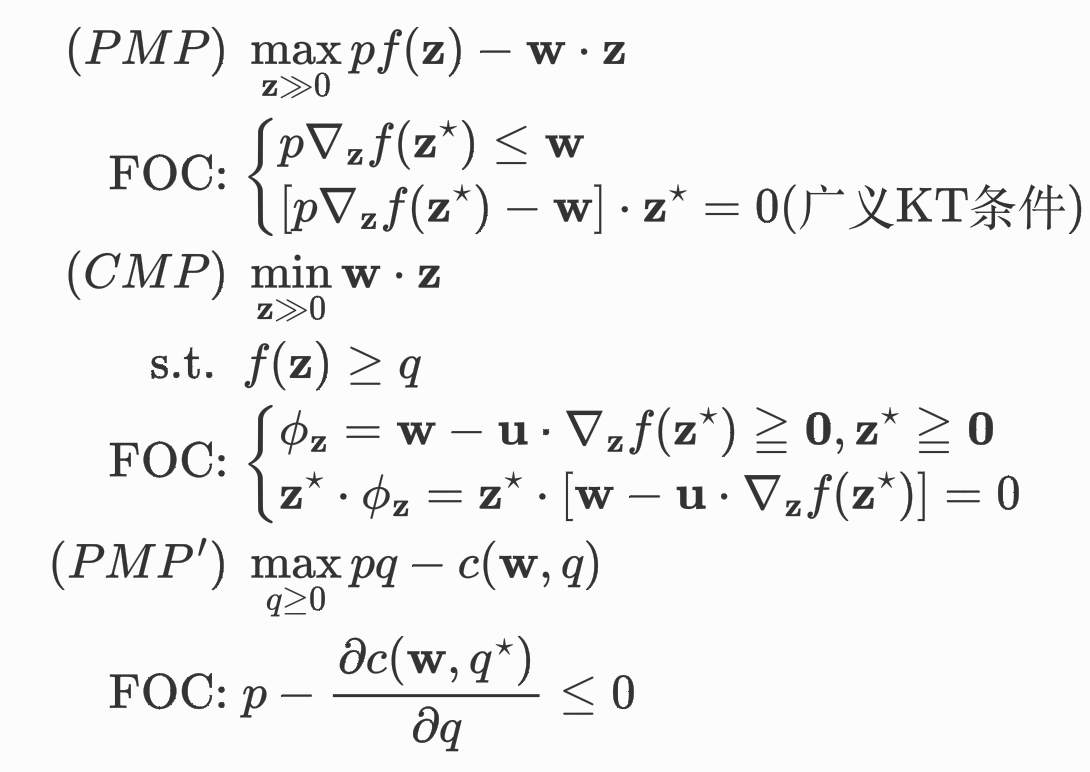 (PMP) max_{z≫0} pf(z) − w · z
FOC: { p∇_z f(z⋆) ≤ w
[p∇_z f(z⋆) − w] · z⋆ = 0(广义KT条件)
(CMP) min_{z≫0} w · z
s.t. f(z) ≥ q
FOC: { ϕ_z = w − u · ∇_z f(z⋆) ≧ 0, z⋆ ≧ 0
z⋆ · ϕ_z = z⋆ · [w − u · ∇_z f(z⋆)] = 0
(PMP′) max_{q≥0} pq − c(w, q)
FOC: p − ∂c(w, q⋆)/∂q ≤ 0